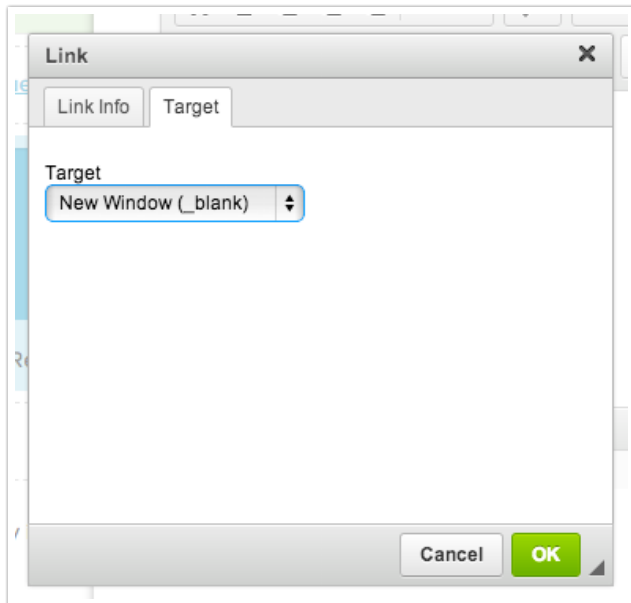 Link
Link Info
Target
Target
New Window (_blank)
Cancel
OK